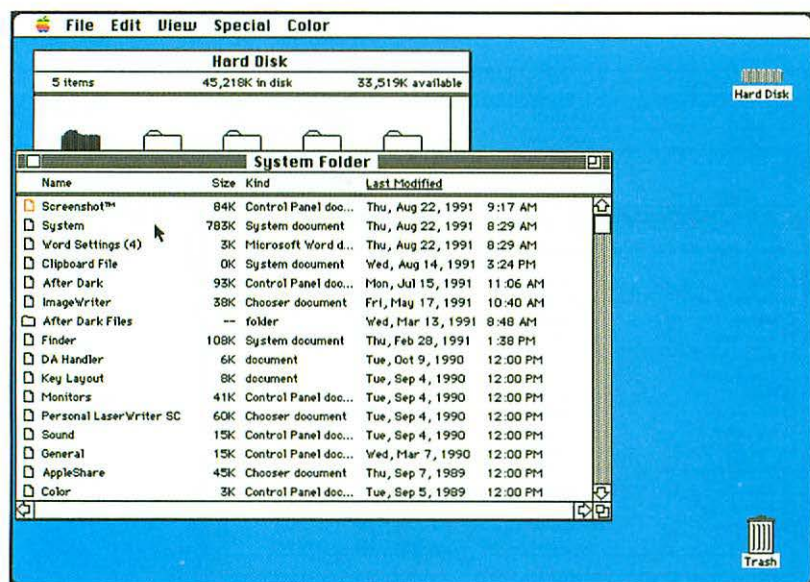 File Edit View Special Color
Hard Disk
5 items 45,218K in disk 33,519K available
Hard Disk
System Folder
Name Size Kind Last Modified
Screenshot™ 84K Control Panel doc... Thu, Aug 22, 1991 9:17 AM
System 783K System document Thu, Aug 22, 1991 8:29 AM
Word Settings (4) 3K Microsoft Word d... Thu, Aug 22, 1991 8:29 AM
Clipboard File 0K System document Wed, Aug 14, 1991 3:24 PM
After Dark 93K Control Panel doc... Mon, Jul 15, 1991 11:06 AM
ImageWriter 38K Chooser document Fri, May 17, 1991 10:40 AM
After Dark Files -- folder Wed, Mar 13, 1991 8:48 AM
Finder 108K System document Thu, Feb 28, 1991 1:38 PM
DA Handler 6K document Tue, Oct 9, 1990 12:00 PM
Key Layout 8K document Tue, Sep 4, 1990 12:00 PM
Monitors 41K Control Panel doc... Tue, Sep 4, 1990 12:00 PM
Personal LaserWriter SC 60K Chooser document Tue, Sep 4, 1990 12:00 PM
Sound 15K Control Panel doc... Tue, Sep 4, 1990 12:00 PM
General 15K Control Panel doc... Wed, Mar 7, 1990 12:00 PM
AppleShare 45K Chooser document Thu, Sep 7, 1989 12:00 PM
Color 3K Control Panel doc... Tue, Sep 5, 1989 12:00 PM
Trash